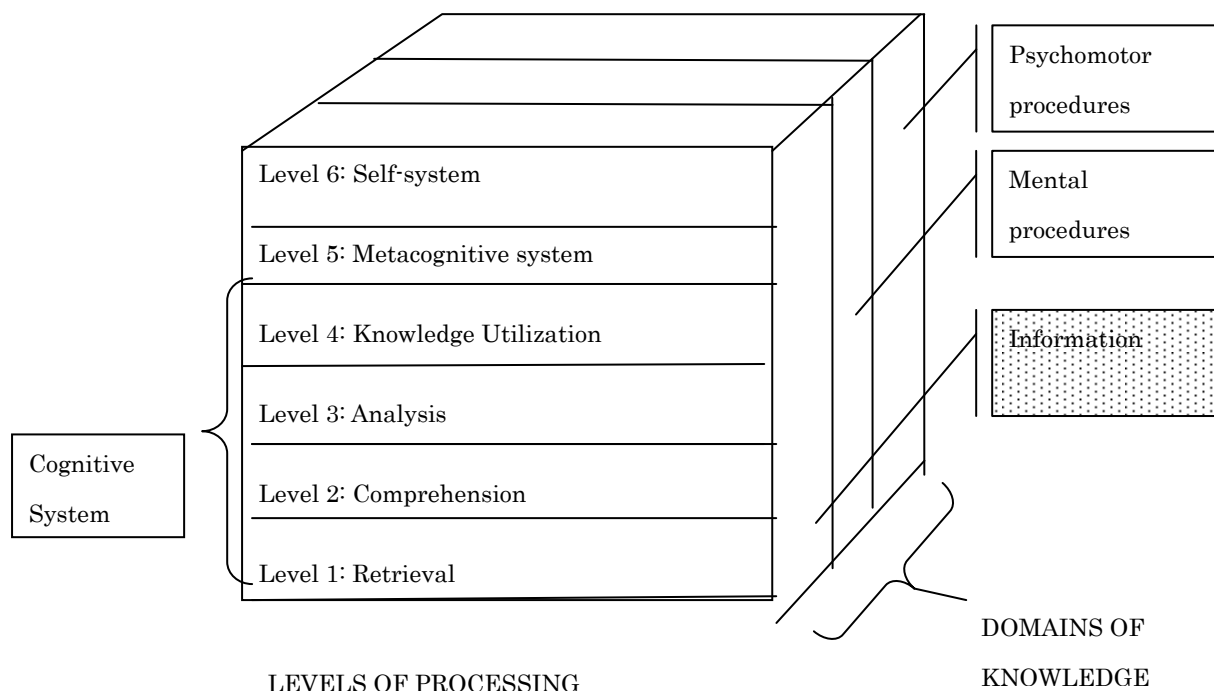 Psychomotor
procedures
Level 6: Self-system
Mental
procedures
Level 5: Metacognitive system
Level 4: Knowledge Utilization
Information
Level 3: Analysis
Cognitive
System
Level 2: Comprehension
Level 1: Retrieval
DOMAINS OF
KNOWLEDGE
LEVELS OF PROCESSING